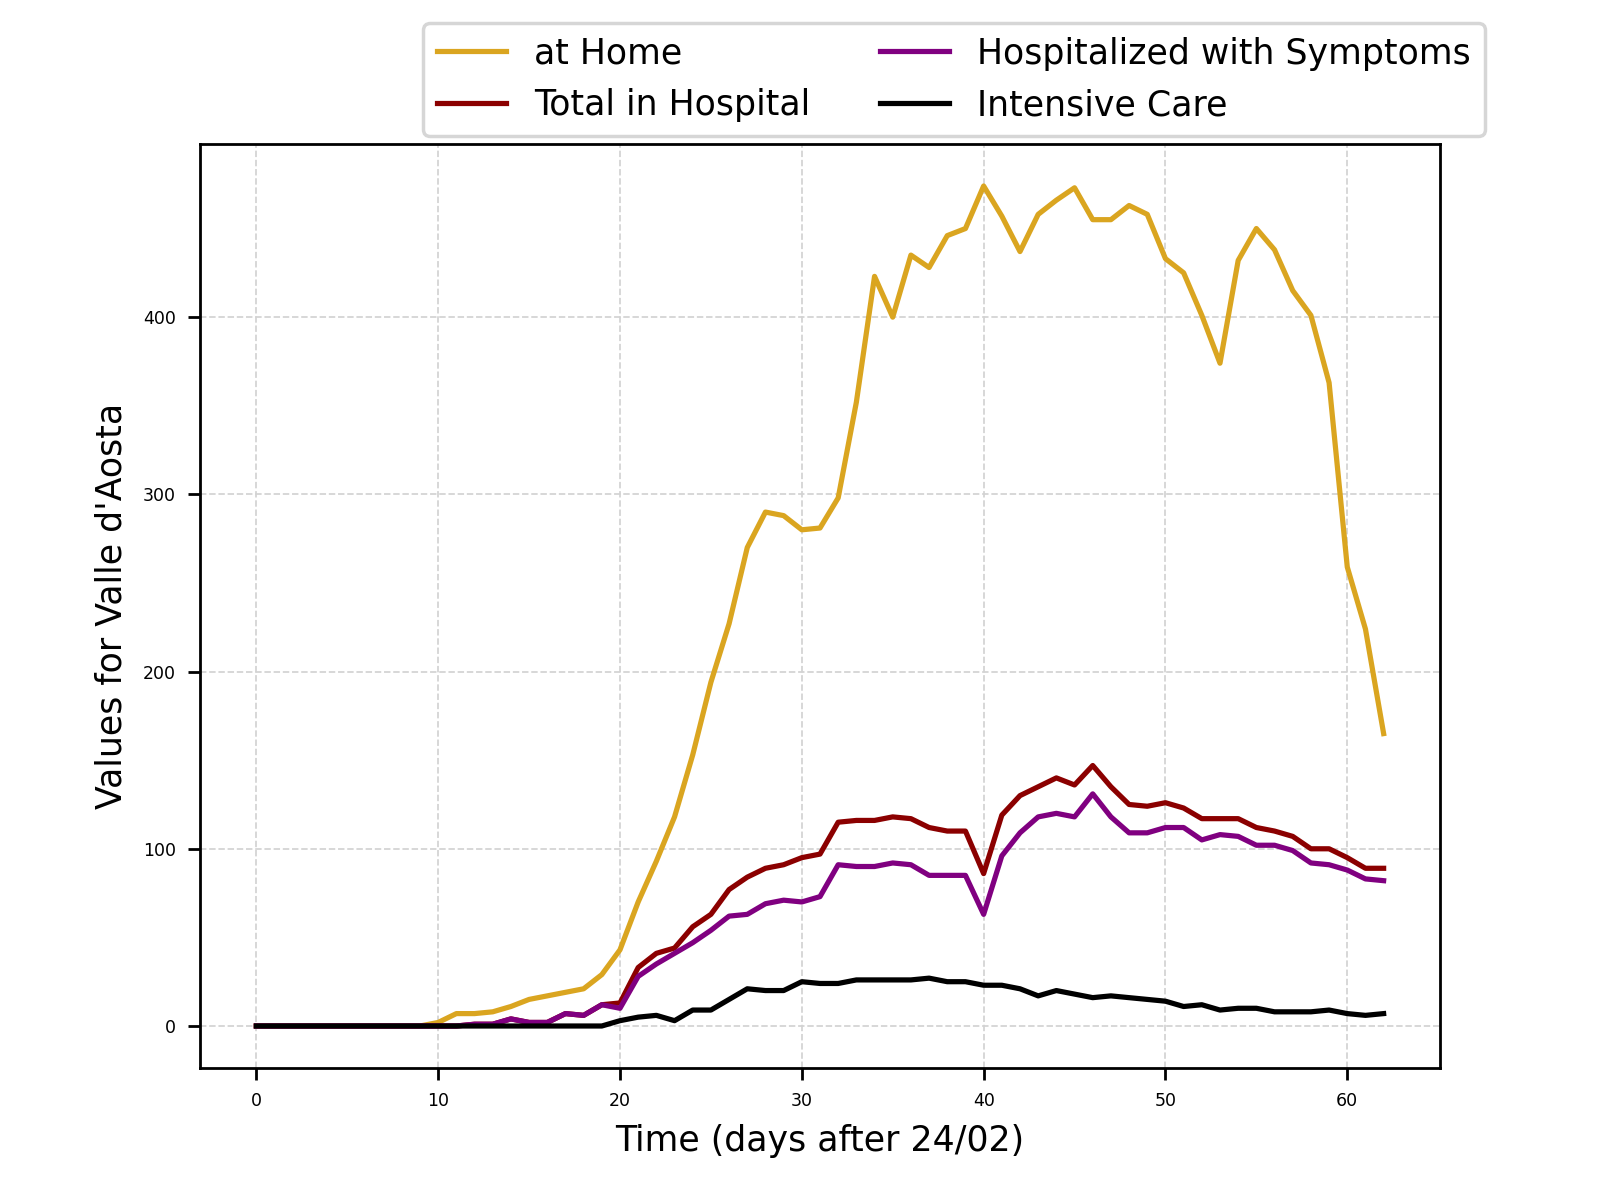 at Home
Total in Hospital
Hospitalized with Symptoms
Intensive Care
Values for Valle d'Aosta
400
300
200
100
0
0 10 20 30 40 50 60
Time (days after 24/02)